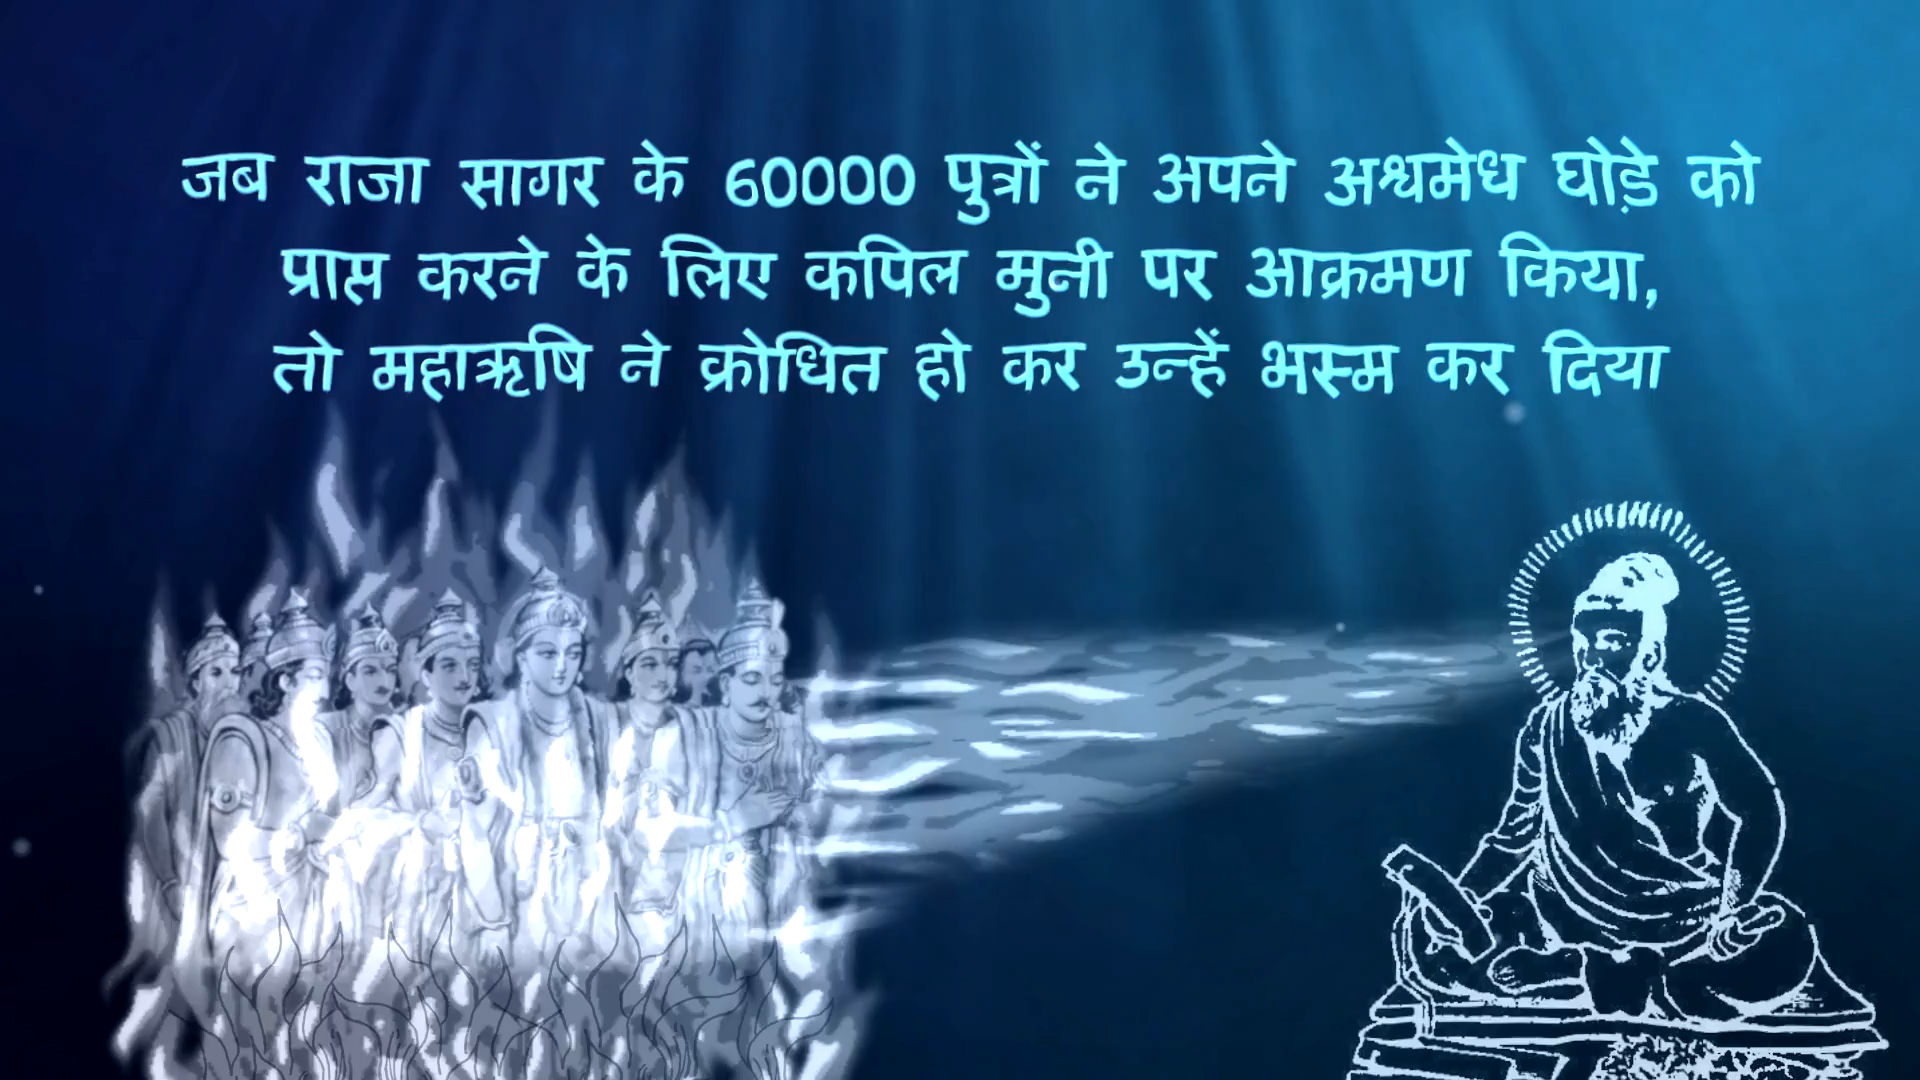 जब राजा सागर के 60000 पुत्रों ने अपने अश्वमेध घोड़े को
प्राप्त करने के लिए कपिल मुनी पर आक्रमण किया,
तो महाऋषि ने क्रोधित हो कर उन्हें भस्म कर दिया